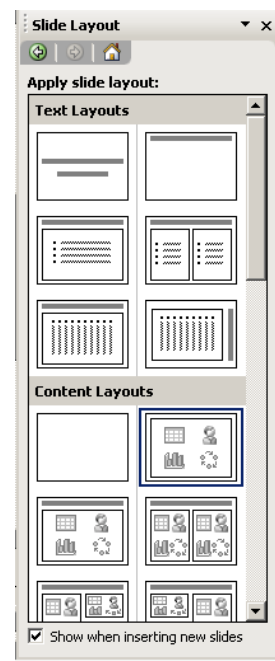 Slide Layout
Apply slide layout:
Text Layouts
Content Layouts
Show when inserting new slides